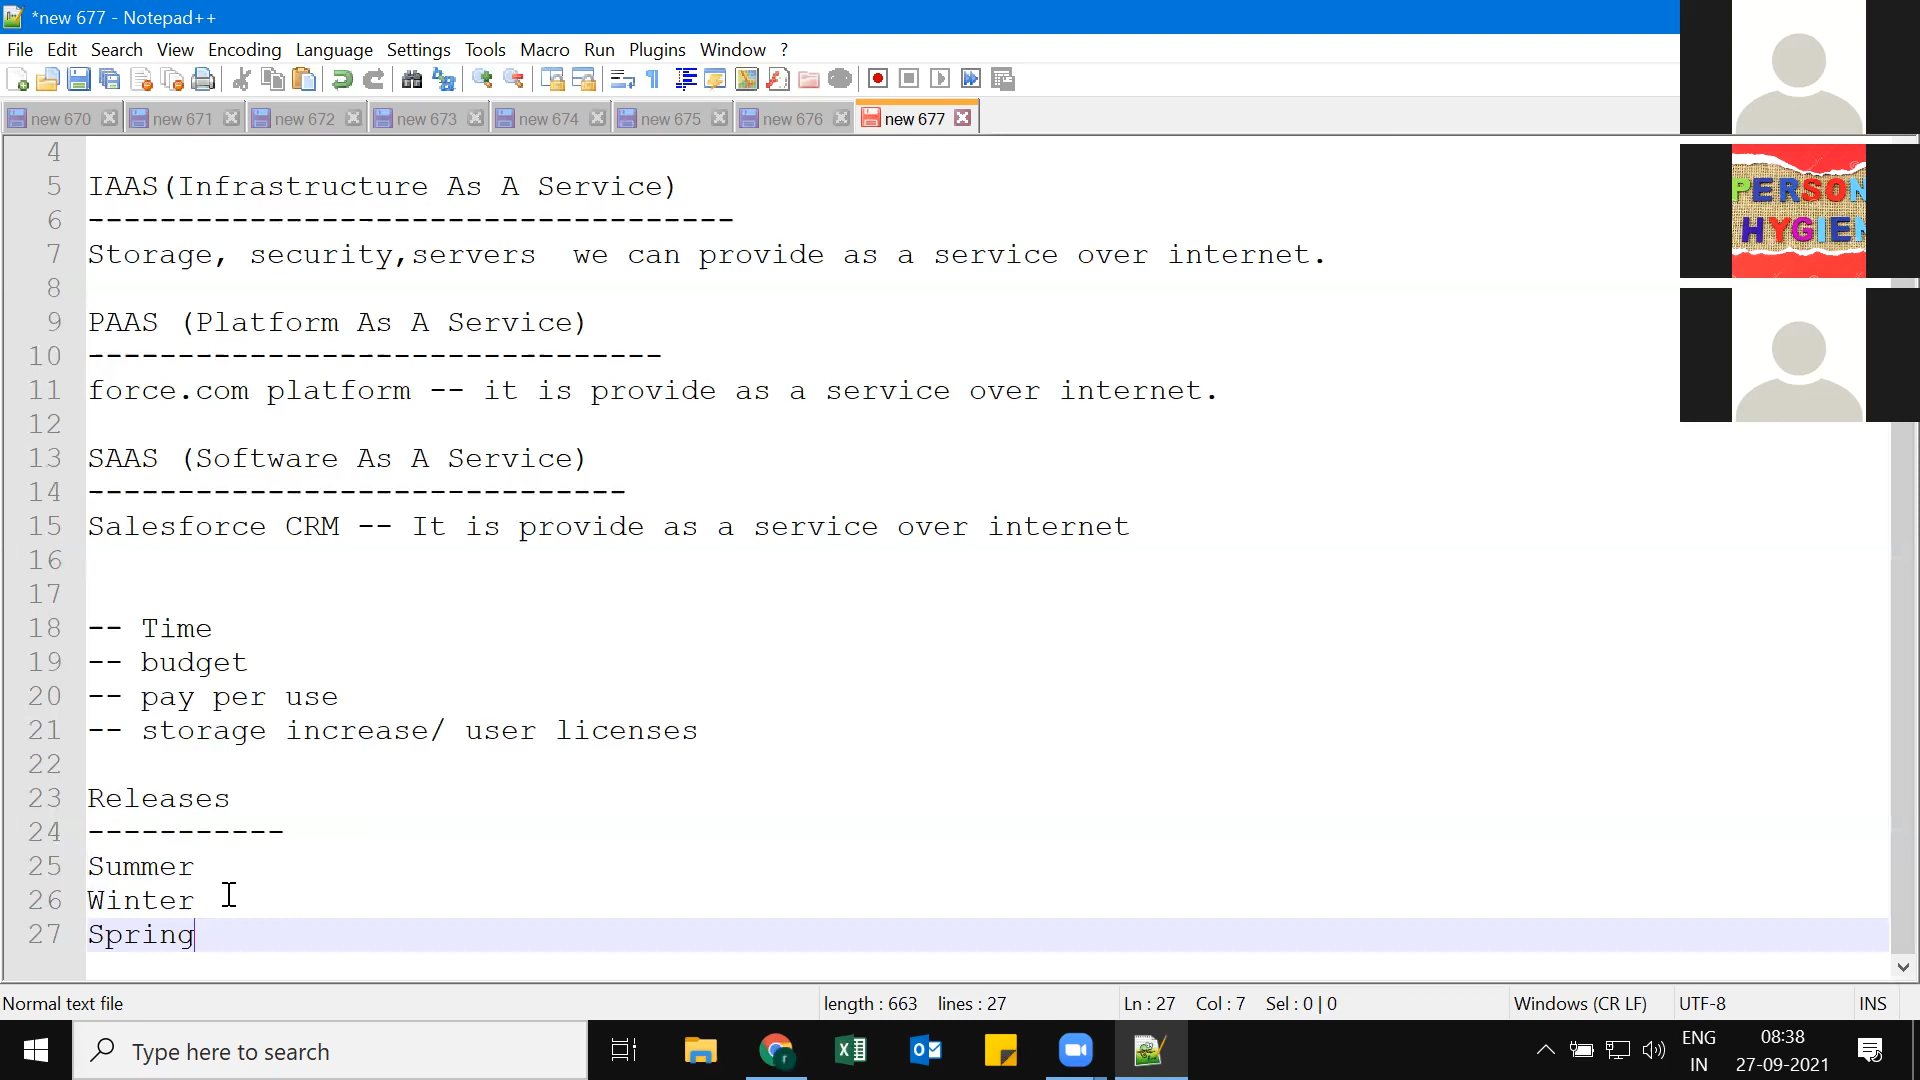 *new 677 - Notepad++
File Edit Search View Encoding Language Settings Tools Macro Run Plugins Window ?
new 670 new 671 new 672 new 673 new 674 new 675 new 676 new 677
4
5 IAAS(Infrastructure As A Service)
6 ------------------------------------
7 Storage, security,servers  we can provide as a service over internet.
8
9 PAAS (Platform As A Service)
10 --------------------------------
11 force.com platform -- it is provide as a service over internet.
12
13 SAAS (Software As A Service)
14 ------------------------------
15 Salesforce CRM -- It is provide as a service over internet
16
17
18 -- Time
19 -- budget
20 -- pay per use
21 -- storage increase/ user licenses
22
23 Releases
24 -----------
25 Summer
26 Winter
27 Spring
PERSON
HYGIE
Normal text file length : 663 lines : 27 Ln : 27 Col : 7 Sel : 0 | 0 Windows (CR LF) UTF-8 INS
Type here to search
ENG
IN
08:38
27-09-2021